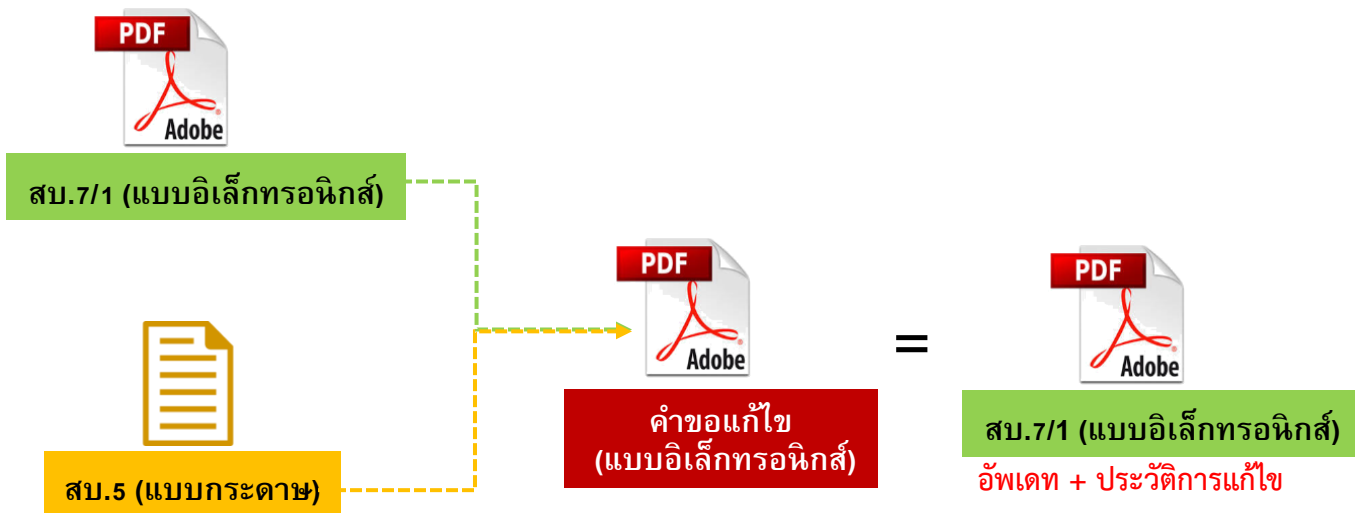 PDF
Adobe
สบ.7/1 (แบบอิเล็กทรอนิกส์)
สบ.5 (แบบกระดาษ)
PDF
Adobe
คำขอแก้ไข
(แบบอิเล็กทรอนิกส์)
=
PDF
Adobe
สบ.7/1 (แบบอิเล็กทรอนิกส์)
อัพเดท + ประวัติการแก้ไข